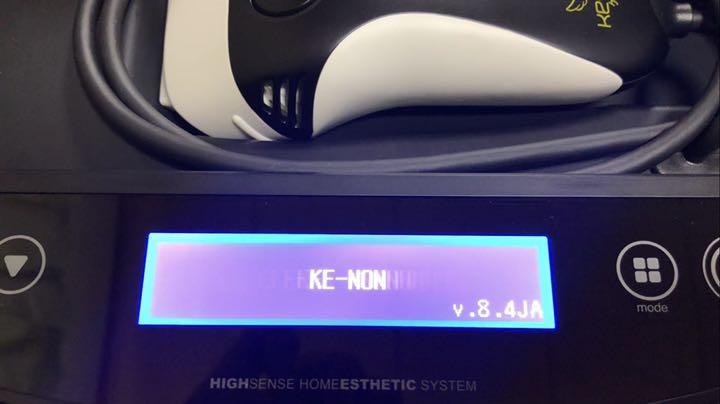 KE-NON
v.8.4JA
mode
HIGHSENSE HOMEESTHETIC SYSTEM